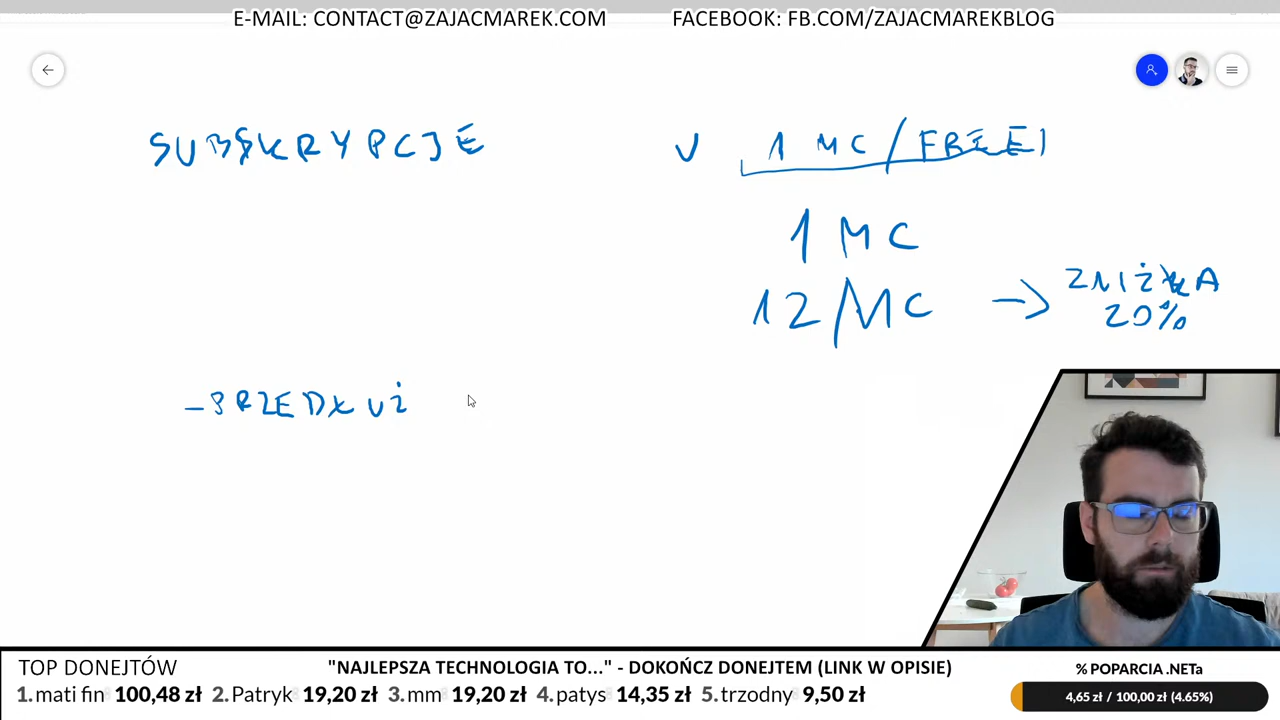 E-MAIL: CONTACT@ZAJACMAREK.COM FACEBOOK: FB.COM/ZAJACMAREKBLOG
SUBSKRYPCJE
V 1 MC/FREE
1 MC
12/MC → ZNIŻKA
20%
TOP DONEJTÓW "NAJLEPSZA TECHNOLOGIA TO..." - DOKOŃCZ DONEJTEM (LINK W OPISIE) % POPARCIA .NETa
1. mati fin 100,48 zł 2. Patryk 19,20 zł 3. mm 19,20 zł 4. patys 14,35 zł 5. trzodny 9,50 zł 4,65 zł / 100,00 zł (4.65%)